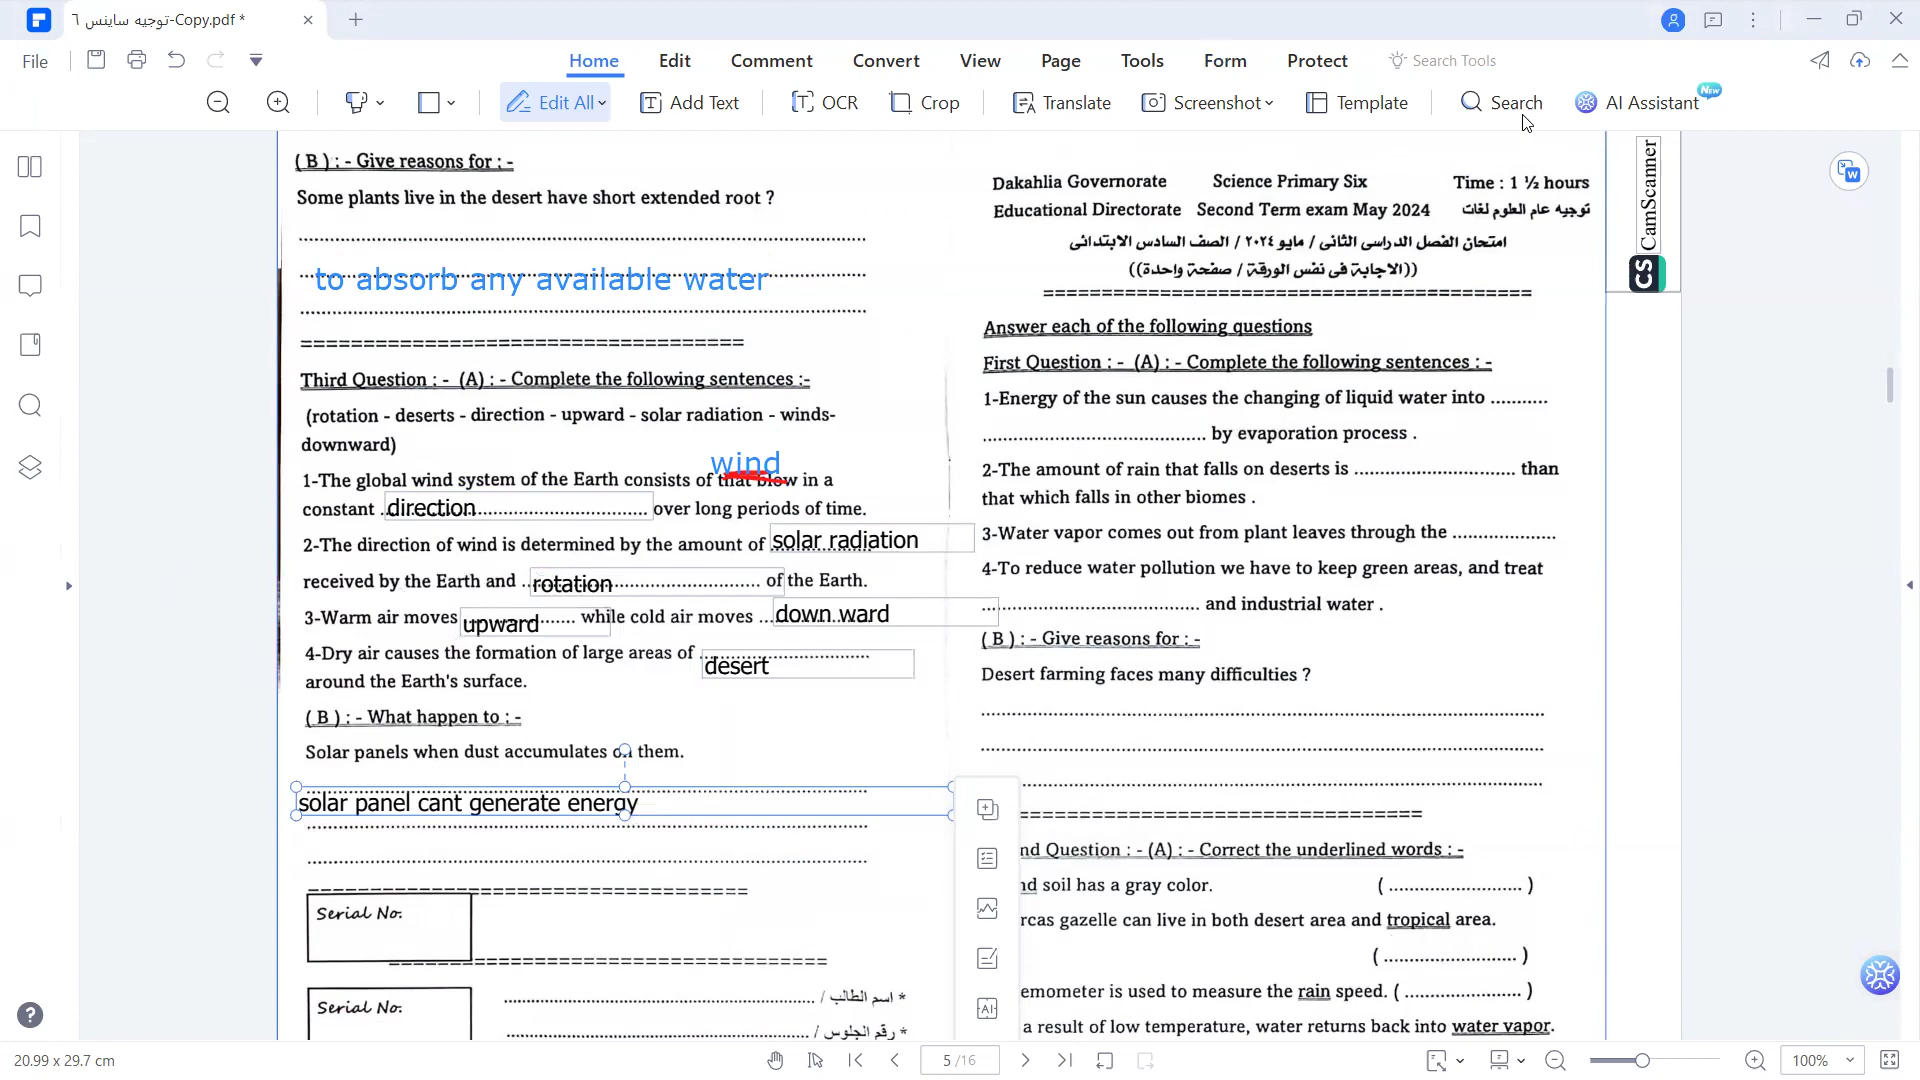 توجيه ساينس ٦-Copy.pdf *
File
Home
Edit
Comment
Convert
View
Page
Tools
Form
Protect
Search Tools
Edit All
Add Text
OCR
Crop
Translate
Screenshot
Template
Search
AI Assistant
New
( B ) : - Give reasons for : -
Some plants live in the desert have short extended root ?
to absorb any available water
===================================
Third Question : - (A) : - Complete the following sentences :-
(rotation - deserts - direction - upward - solar radiation - winds-
downward)
wind
1-The global wind system of the Earth consists of that blow in a
constant direction over long periods of time.
2-The direction of wind is determined by the amount of solar radiation
received by the Earth and rotation of the Earth.
3-Warm air moves upward while cold air moves down ward
4-Dry air causes the formation of large areas of desert
around the Earth's surface.
( B ) : - What happen to : -
Solar panels when dust accumulates on them.
solar panel cant generate energy
===================================
Serial No.
===================================
Serial No.
* اسم الطالب / ..................
* رقم الجلوس / ..................
Dakahlia Governorate Science Primary Six Time : 1 ½ hours
Educational Directorate Second Term exam May 2024 توجيه عام العلوم لغات
امتحان الفصل الدراسى الثانى / مايو ٢٠٢٤ / الصف السادس الابتدائى
((الاجابة فى نفس الورقة / صفحة واحدة))
=======================================
Answer each of the following questions
First Question : - (A) : - Complete the following sentences : -
1-Energy of the sun causes the changing of liquid water into ...........
........................................ by evaporation process .
2-The amount of rain that falls on deserts is ............................. than
that which falls in other biomes .
3-Water vapor comes out from plant leaves through the ...................
4-To reduce water pollution we have to keep green areas, and treat
....................................... and industrial water .
( B ) : - Give reasons for : -
Desert farming faces many difficulties ?
================================
nd Question : - (A) : - Correct the underlined words : -
nd soil has a gray color. ( ......................... )
rcas gazelle can live in both desert area and tropical area.
( ......................... )
emometer is used to measure the rain speed. ( ...................... )
a result of low temperature, water returns back into water vapor.
CamScanner
CS
W
AI
20.99 x 29.7 cm
5 /16
100%